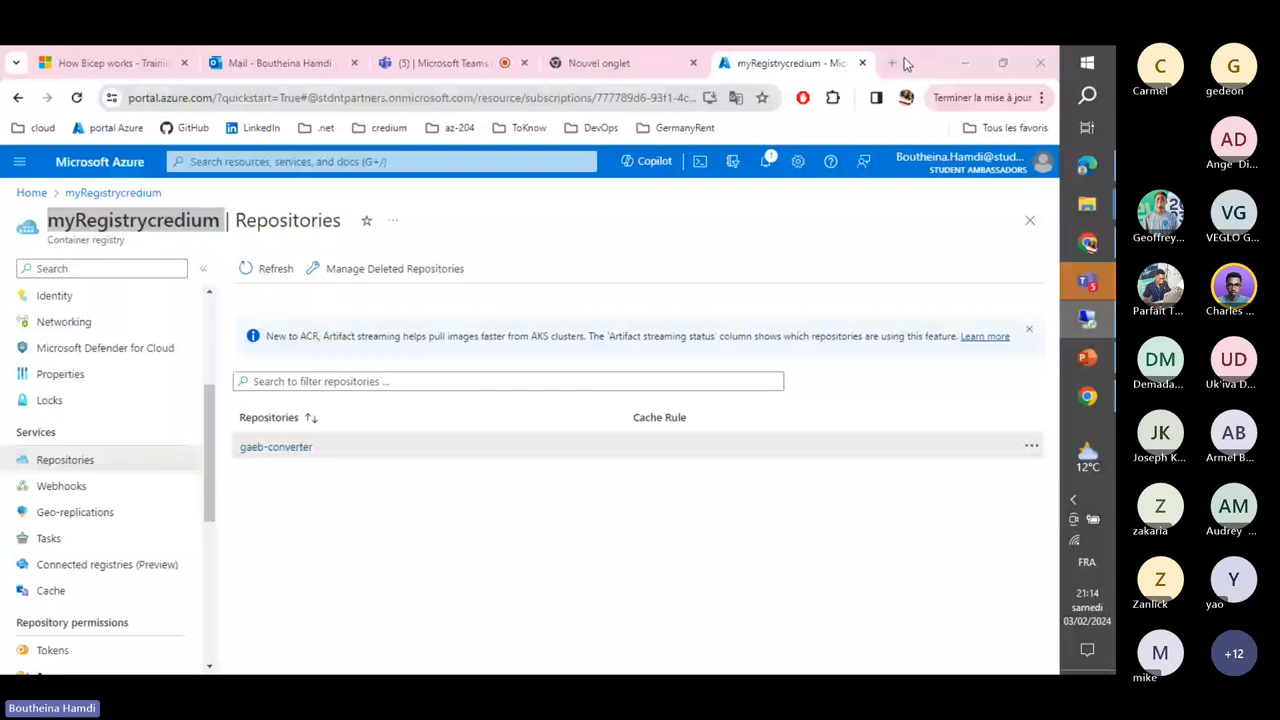 How Bicep works - Traini
Mail - Boutheina Hamdi
(5) | Microsoft Teams
Nouvel onglet
myRegistrycredium - Mic
portal.azure.com/?quickstart=True#@stdntpartners.onmicrosoft.com/resource/subscriptions/777789d6-93f1-4c...
Terminer la mise à jour
cloud
portal Azure
GitHub
LinkedIn
.net
credium
az-204
ToKnow
DevOps
GermanyRent
Tous les favoris
Microsoft Azure
Search resources, services, and docs (G+/)
Copilot
1
Boutheina.Hamdi@stud...
STUDENT AMBASSADORS
Home > myRegistrycredium
myRegistrycredium | Repositories
Container registry
Search
Refresh
Manage Deleted Repositories
Identity
Networking
Microsoft Defender for Cloud
Properties
Locks
Services
Repositories
Webhooks
Geo-replications
Tasks
Connected registries (Preview)
Cache
Repository permissions
Tokens
New to ACR, Artifact streaming helps pull images faster from AKS clusters. The 'Artifact streaming status' column shows which repositories are using this feature. Learn more
Search to filter repositories ...
Repositories
Cache Rule
gaeb-converter
12°C
FRA
21:14
samedi
03/02/2024
C
Carmel
G
gedeon
AD
Ange Di...
Geoffrey...
VG
VEGLO G...
Parfait T...
Charles ...
DM
Demada...
UD
Uk'iva D...
JK
Joseph K...
AB
Armel B...
Z
zakaria
AM
Audrey ...
Z
Zanlick
Y
yao
M
mike
+12
Boutheina Hamdi